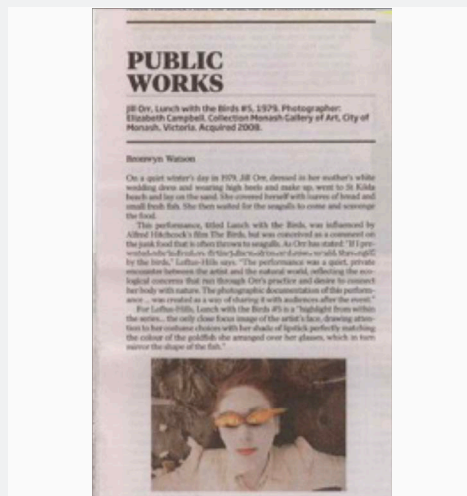 PUBLIC
WORKS
Jill Orr, Lunch with the Birds #5, 1979. Photographer:
Elizabeth Campbell. Collection Monash Gallery of Art, City of
Monash, Victoria. Acquired 2008.
Bronwyn Watson
On a quiet winter's day in 1979, Jill Orr, dressed in her mother's white
wedding dress and wearing high heels and make up, went to St Kilda
beach and lay on the sand. She covered herself with loaves of bread and
small fresh fish. She then waited for the seagulls to come and scavenge
the food.
This performance, titled Lunch with the Birds, was influenced by
Alfred Hitchcock's film The Birds, but was conceived as a comment on
the junk food that is often thrown to seagulls. As Orr has stated: "If I pre-
by the birds," Loftus-Hills says. "The performance was a quiet, private
encounter between the artist and the natural world, reflecting the eco-
logical concerns that run through Orr's practice and desire to connect
her body with nature. The photographic documentation of this perform-
ance ... was created as a way of sharing it with audiences after the event."
For Loftus-Hills, Lunch with the Birds #5 is a "highlight from within
the series... the only close focus image of the artist's face, drawing atten-
tion to her costume choices with her shade of lipstick perfectly matching
the colour of the goldfish she arranged over her glasses, which in turn
mirror the shape of the fish."